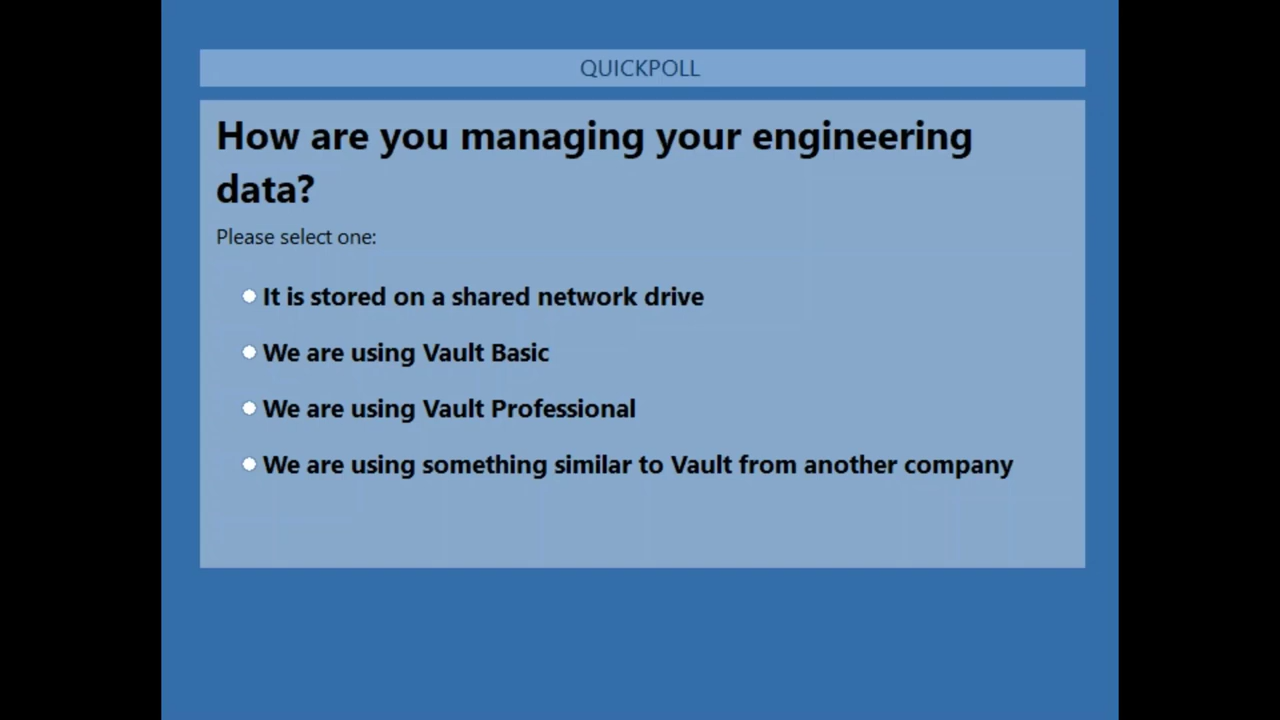 QUICKPOLL
How are you managing your engineering
data?
Please select one:
It is stored on a shared network drive
We are using Vault Basic
We are using Vault Professional
We are using something similar to Vault from another company